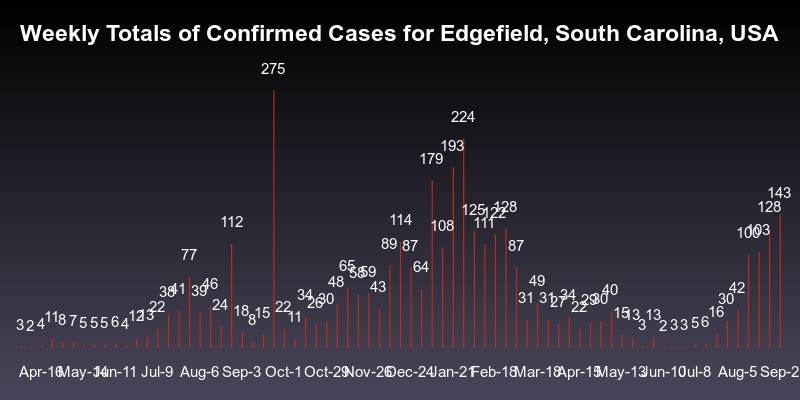 Weekly Totals of Confirmed Cases for Edgefield, South Carolina, USA
3 2 4 11 8 7 5 5 5 6 4 12 13 22 38 41 77 39 46 24 112 18 8 15 275 22 11 34 26 30 48 65 58 59 43 89 114 87 64 179 108 193 224 125 111 122 128 87 31 49 31 27 34 22 29 30 40 15 13 3 13 2 3 3 5 6 16 30 42 100 103 128 143
Apr-16 May-14 Jun-11 Jul-9 Aug-6 Sep-3 Oct-1 Oct-29 Nov-26 Dec-24 Jan-21 Feb-18 Mar-18 Apr-15 May-13 Jun-10 Jul-8 Aug-5 Sep-2